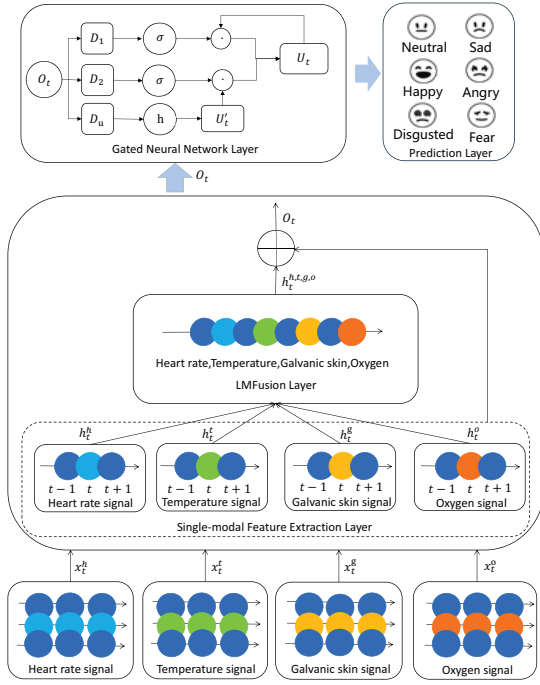 D₁ σ ·
O_t D₂ σ · U_t
D_u h U′_t
Gated Neural Network Layer
Neutral Sad
Happy Angry
Disgusted Fear
Prediction Layer
O_t
O_t
h_t^{h,t,g,o}
Heart rate,Temperature,Galvanic skin,Oxygen
LMFusion Layer
h_t^h h_t^t h_t^g h_t^o
t − 1 t t + 1 t − 1 t t + 1 t − 1 t t + 1 t − 1 t t + 1
Heart rate signal Temperature signal Galvanic skin signal Oxygen signal
Single-modal Feature Extraction Layer
x_t^h x_t^t x_t^g x_t^o
Heart rate signal Temperature signal Galvanic skin signal Oxygen signal